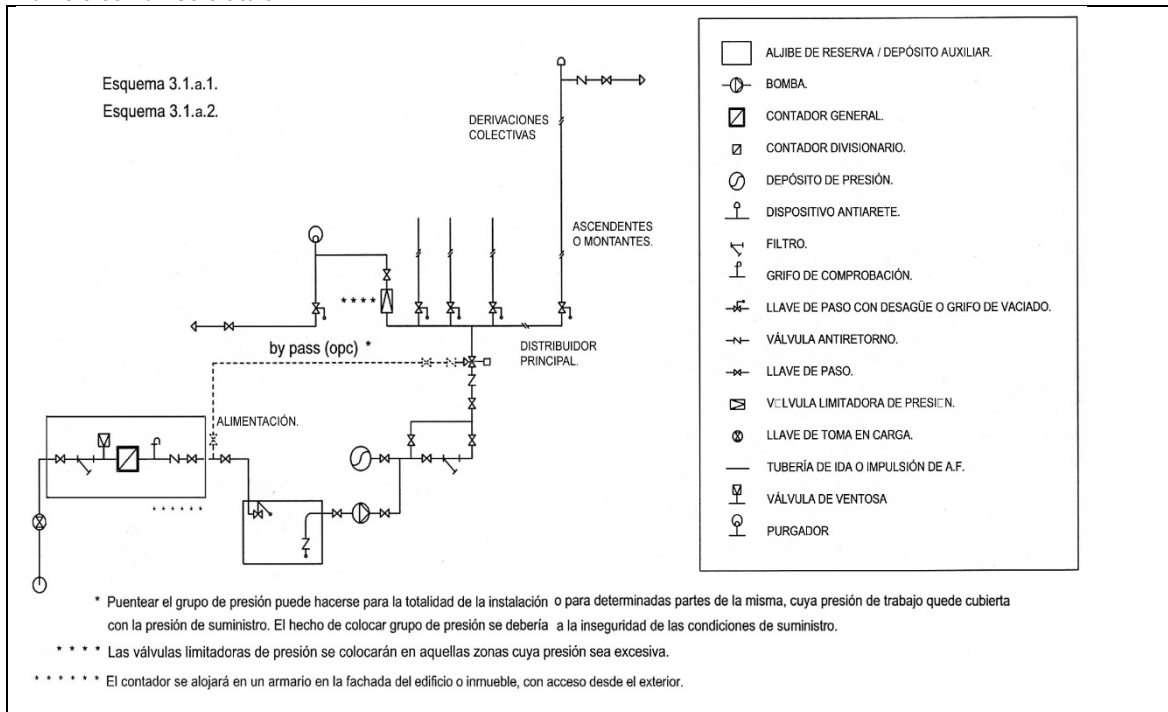 Esquema 3.1.a.1.
Esquema 3.1.a.2.
DERIVACIONES
COLECTIVAS
ASCENDENTES
O MONTANTES.
* * * *
by pass (opc) *
DISTRIBUIDOR
PRINCIPAL.
ALIMENTACIÓN.
* * * * * *
ALJIBE DE RESERVA / DEPÓSITO AUXILIAR.
BOMBA.
CONTADOR GENERAL.
CONTADOR DIVISIONARIO.
DEPÓSITO DE PRESIÓN.
DISPOSITIVO ANTIARETE.
FILTRO.
GRIFO DE COMPROBACIÓN.
LLAVE DE PASO CON DESAGÜE O GRIFO DE VACIADO.
VÁLVULA ANTIRETORNO.
LLAVE DE PASO.
V□LVULA LIMITADORA DE PRESI□N.
LLAVE DE TOMA EN CARGA.
TUBERÍA DE IDA O IMPULSIÓN DE A.F.
VÁLVULA DE VENTOSA
PURGADOR
* Puentear el grupo de presión puede hacerse para la totalidad de la instalación o para determinadas partes de la misma, cuya presión de trabajo quede cubierta
con la presión de suministro. El hecho de colocar grupo de presión se debería a la inseguridad de las condiciones de suministro.
* * * * Las válvulas limitadoras de presión se colocarán en aquellas zonas cuya presión sea excesiva.
* * * * * * El contador se alojará en un armario en la fachada del edificio o inmueble, con acceso desde el exterior.